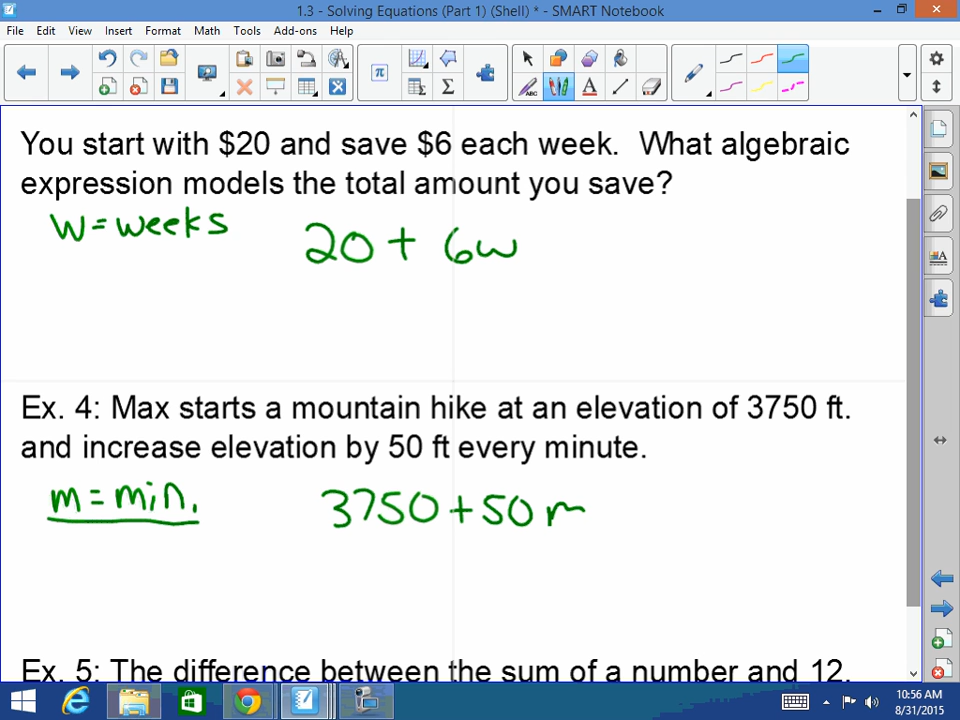 1.3 - Solving Equations (Part 1) (Shell) * - SMART Notebook
File Edit View Insert Format Math Tools Add-ons Help
You start with $20 and save $6 each week. What algebraic
expression models the total amount you save?
w = weeks 20 + 6w
Ex. 4: Max starts a mountain hike at an elevation of 3750 ft.
and increase elevation by 50 ft every minute.
m = min. 3750 + 50 m
Ex. 5: The difference between the sum of a number and 12,
10:56 AM
8/31/2015